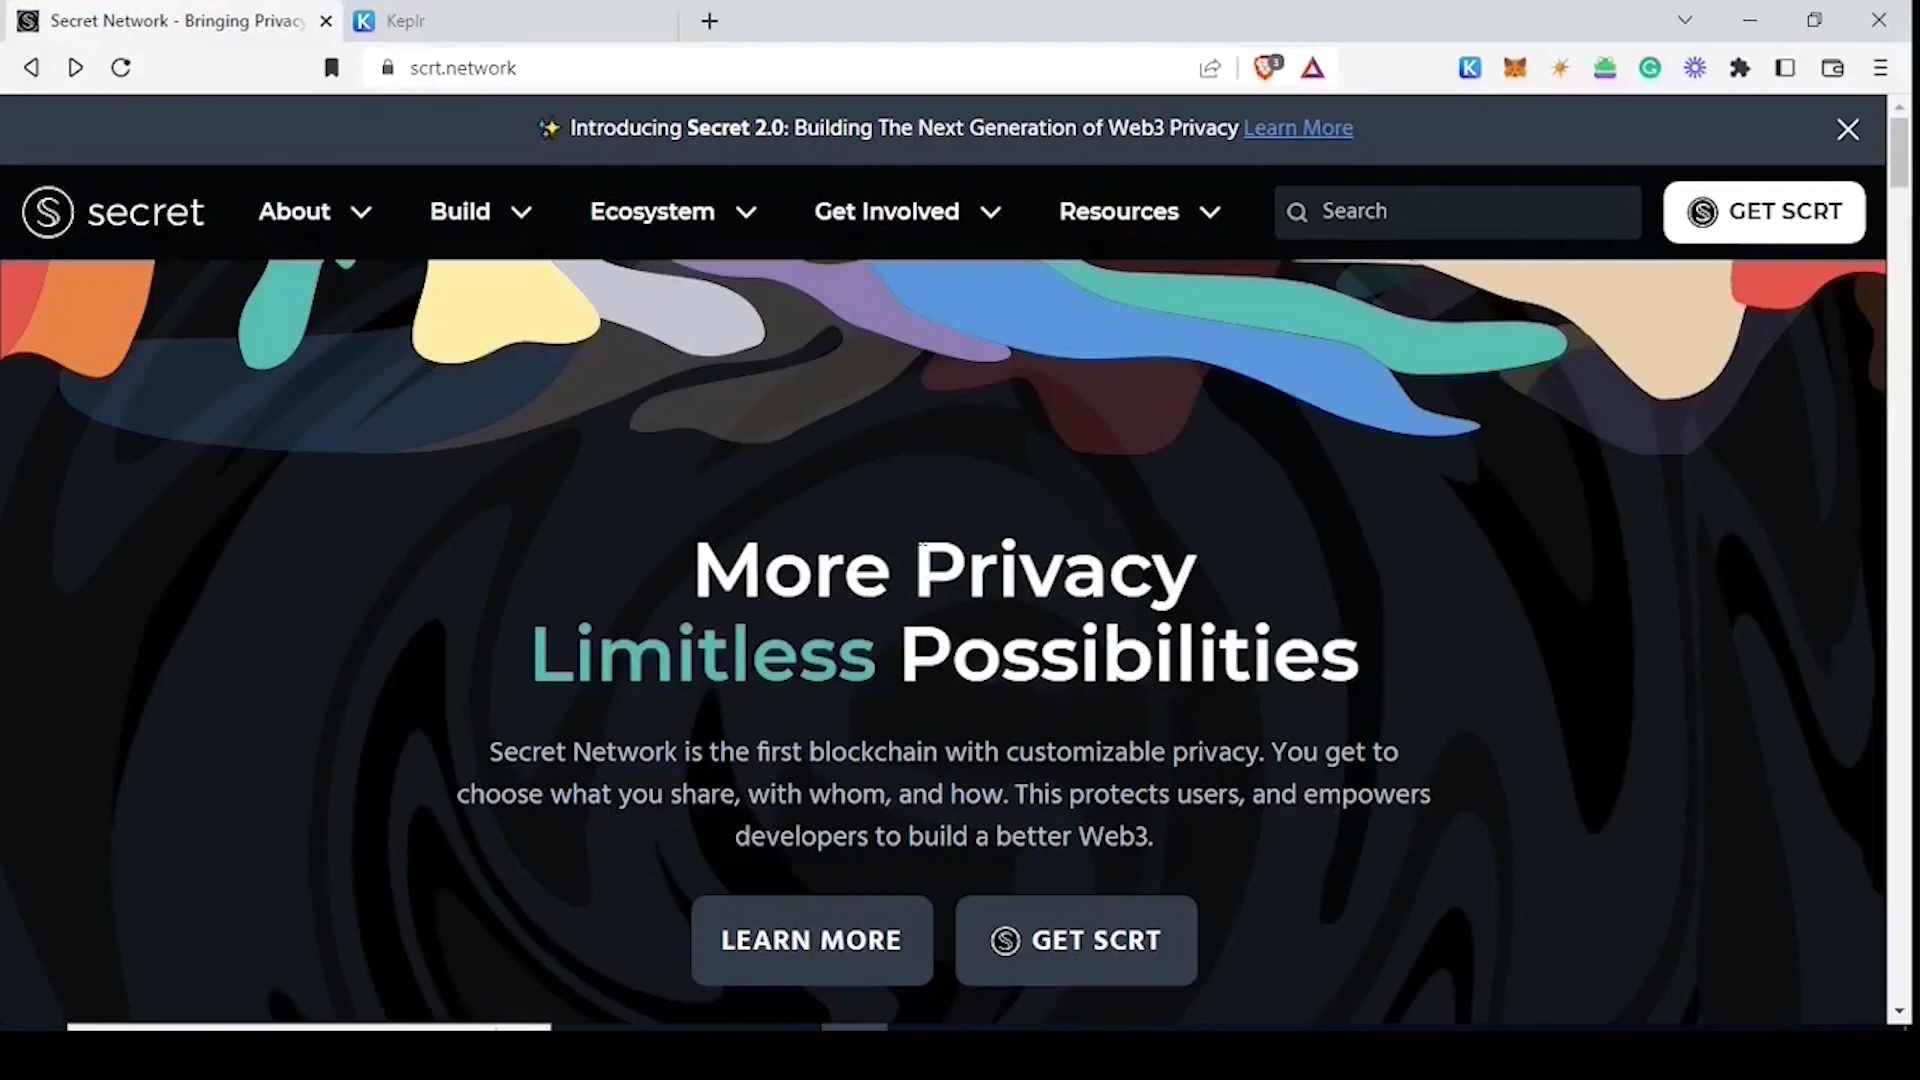 Secret Network - Bringing Privac
Keplr
scrt.network
3
Introducing Secret 2.0: Building The Next Generation of Web3 Privacy Learn More
secret
About
Build
Ecosystem
Get Involved
Resources
Search
GET SCRT
More Privacy
Limitless Possibilities
Secret Network is the first blockchain with customizable privacy. You get to
choose what you share, with whom, and how. This protects users, and empowers
developers to build a better Web3.
LEARN MORE
GET SCRT